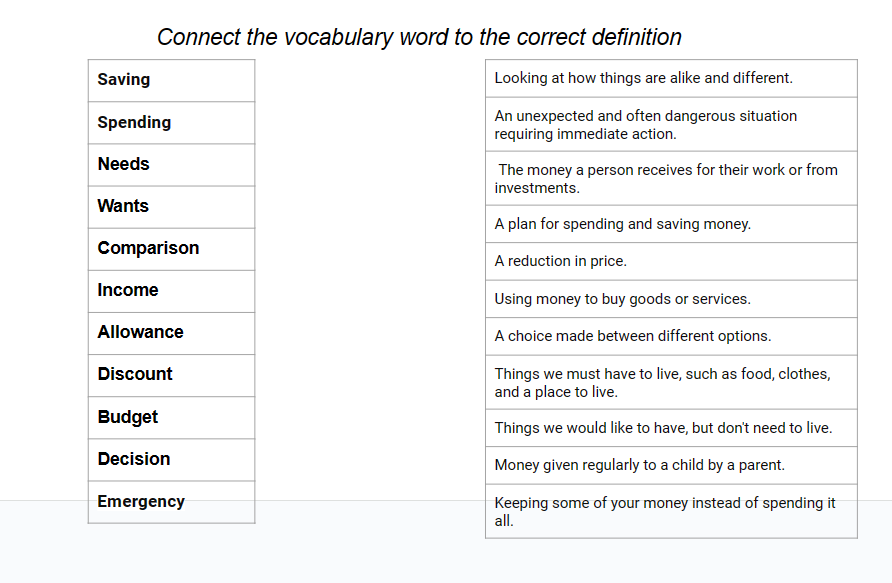 Connect the vocabulary word to the correct definition
Saving
Spending
Needs
Wants
Comparison
Income
Allowance
Discount
Budget
Decision
Emergency
Looking at how things are alike and different.
An unexpected and often dangerous situation
requiring immediate action.
The money a person receives for their work or from
investments.
A plan for spending and saving money.
A reduction in price.
Using money to buy goods or services.
A choice made between different options.
Things we must have to live, such as food, clothes,
and a place to live.
Things we would like to have, but don't need to live.
Money given regularly to a child by a parent.
Keeping some of your money instead of spending it
all.